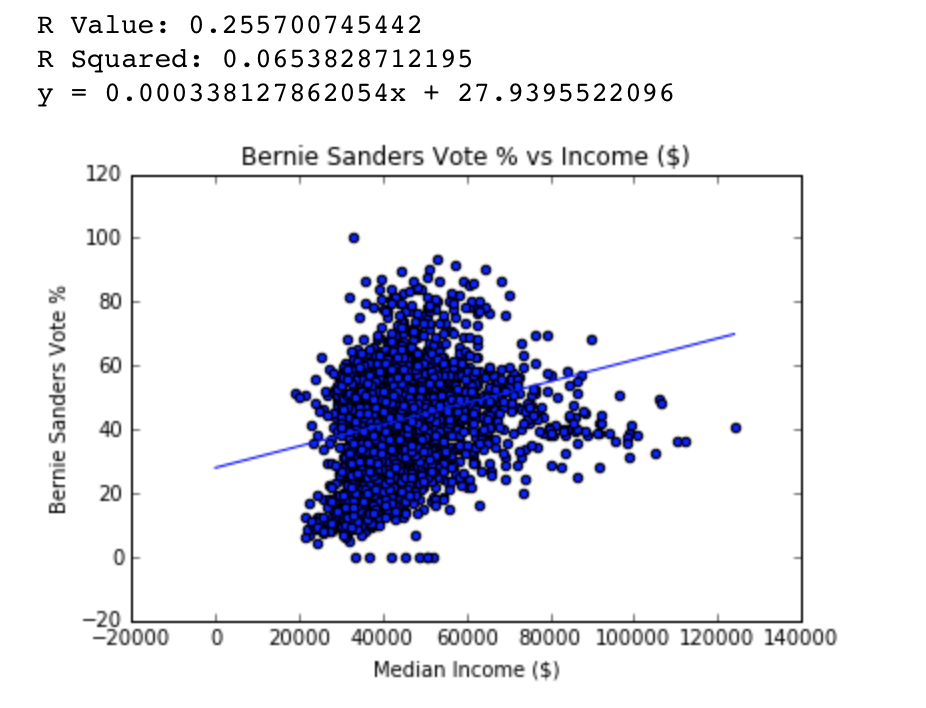 R Value: 0.255700745442
R Squared: 0.0653828712195
y = 0.000338127862054x + 27.9395522096
Bernie Sanders Vote % vs Income ($)
120
100
80
60
40
20
0
−20
Bernie Sanders Vote %
−20000 0 20000 40000 60000 80000 100000 120000 140000
Median Income ($)